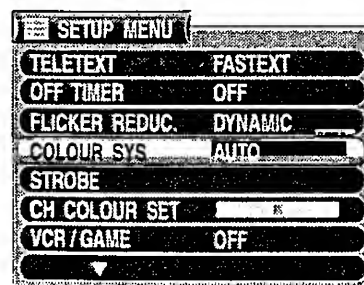 SETUP MENU
TELETEXT FASTEXT
OFF TIMER OFF
FLICKER REDUC. DYNAMIC
COLOUR SYS AUTO
STROBE
CH COLOUR SET
VCR / GAME OFF